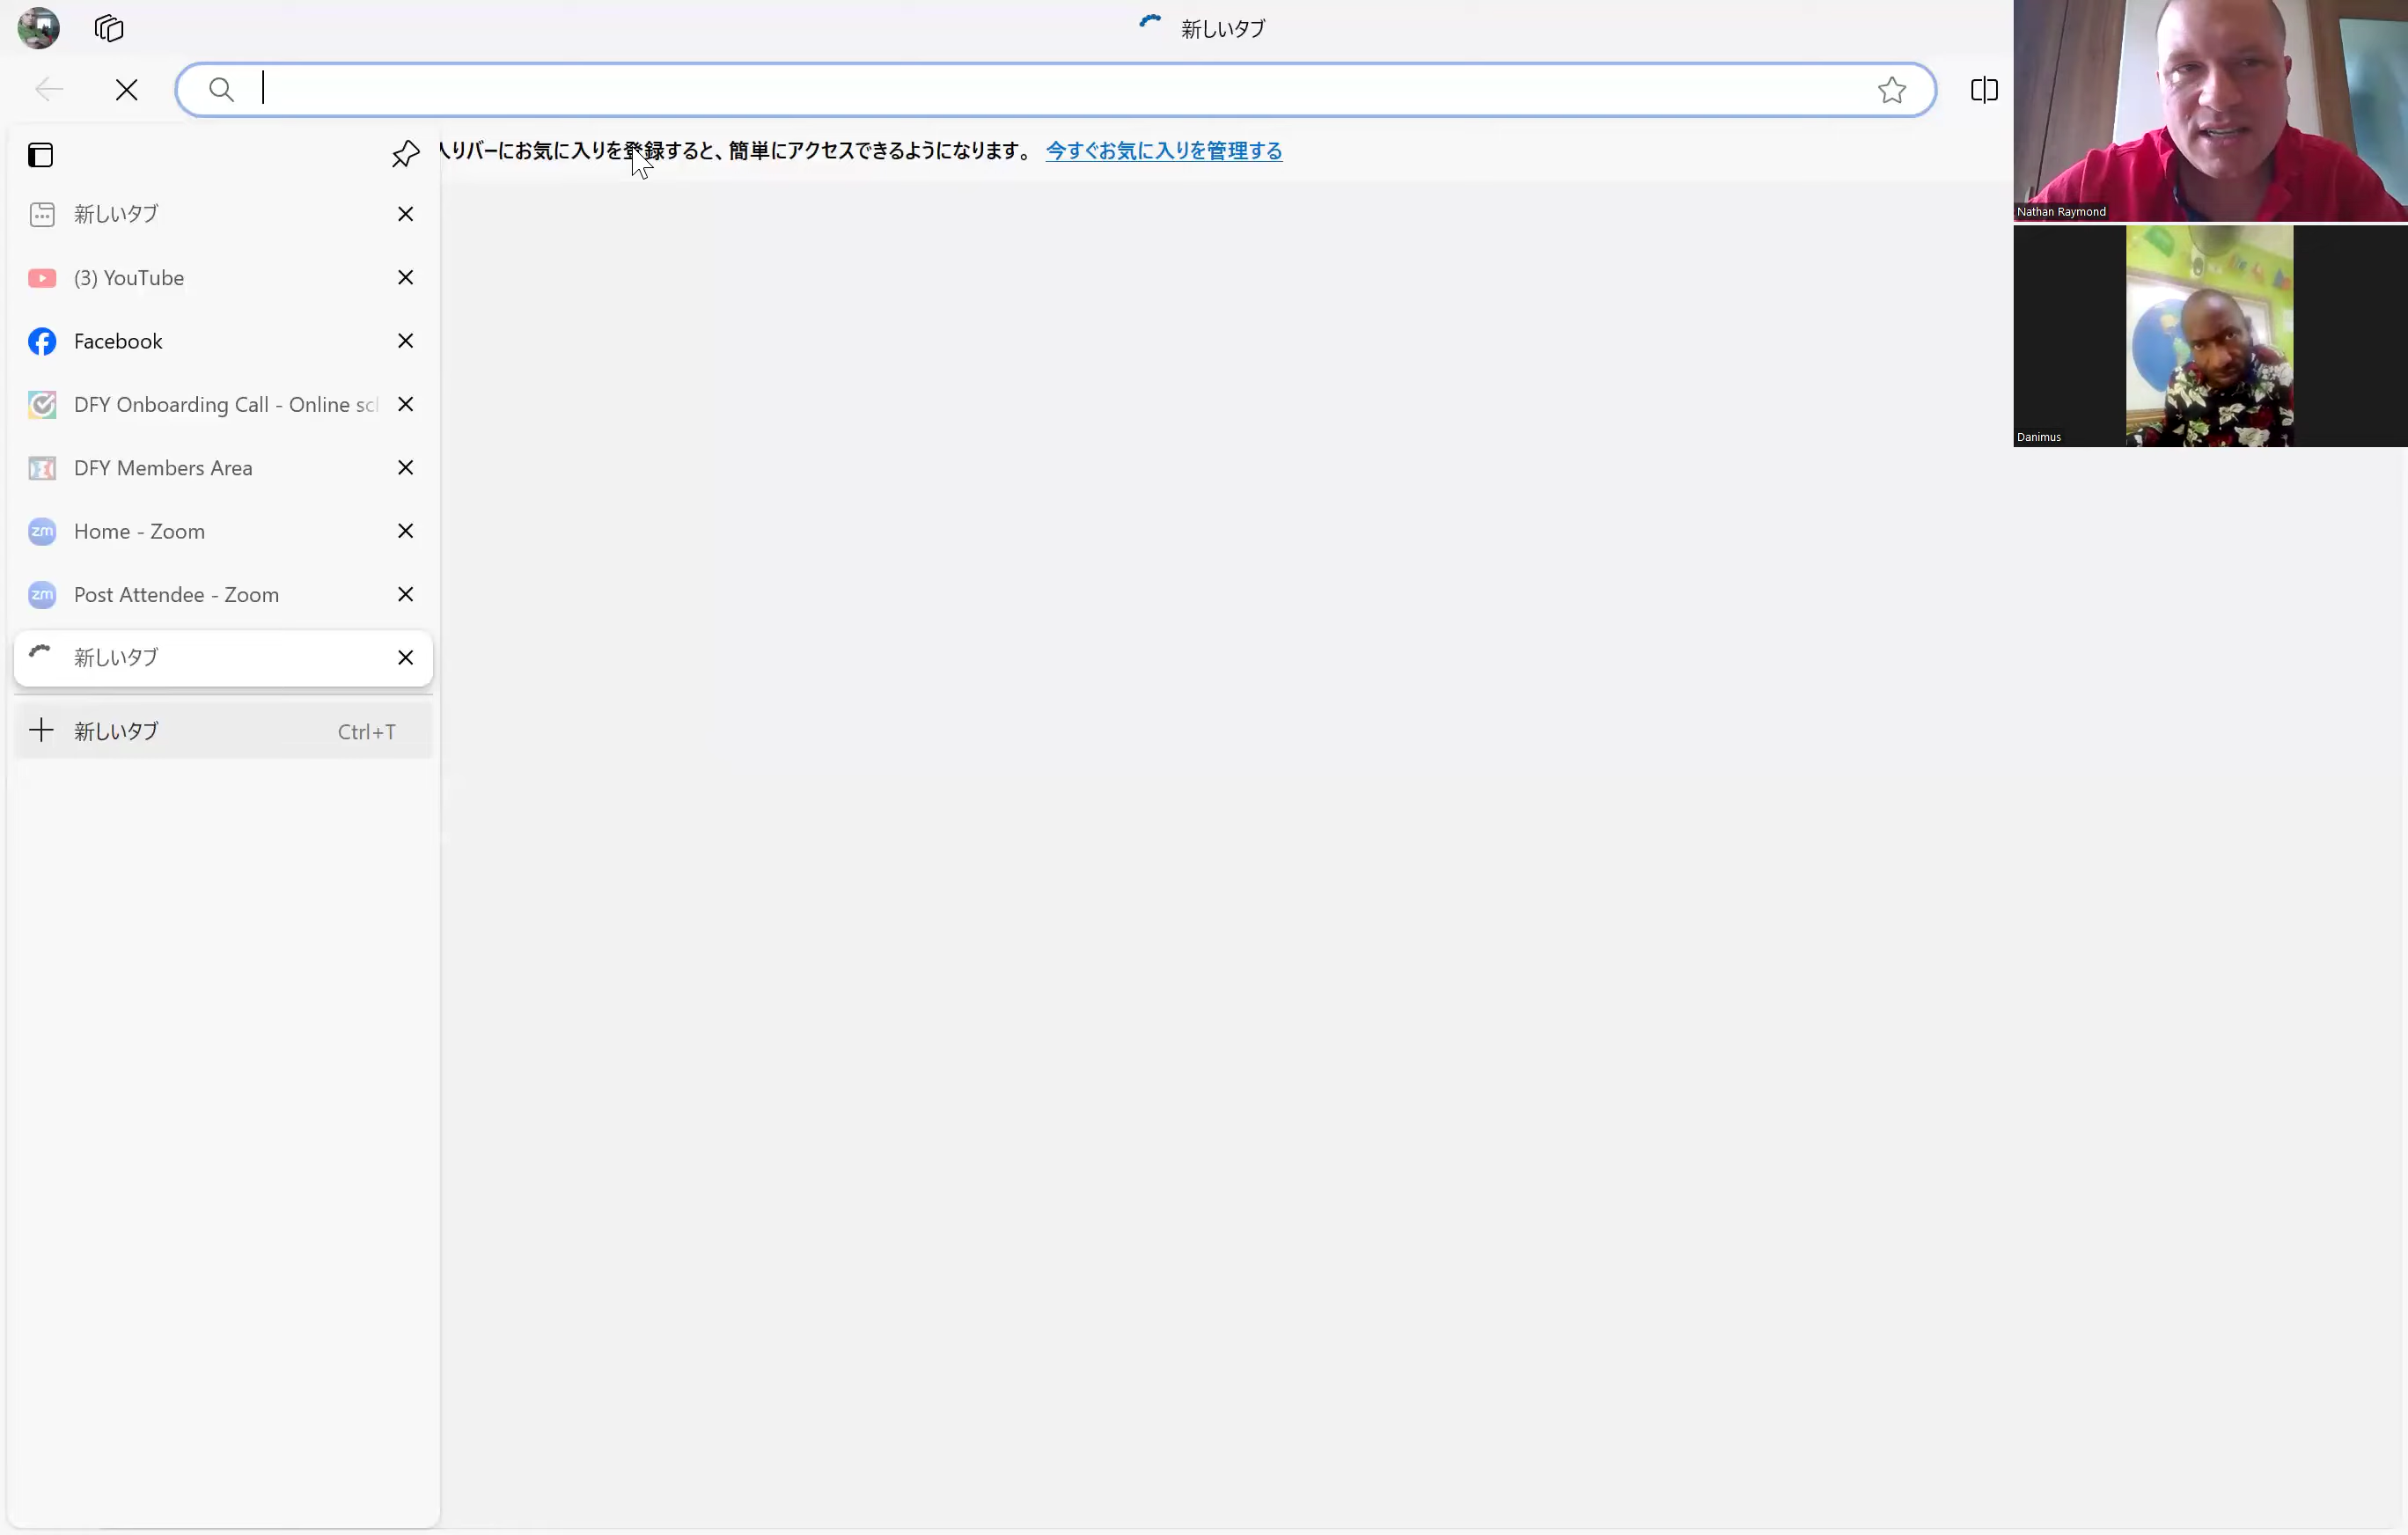 新しいタブ
入りバーにお気に入りを登録すると、簡単にアクセスできるようになります。 今すぐお気に入りを管理する
新しいタブ
(3) YouTube
Facebook
DFY Onboarding Call - Online scl
DFY Members Area
zm Home - Zoom
zm Post Attendee - Zoom
新しいタブ
新しいタブ Ctrl+T
Nathan Raymond
Danimus